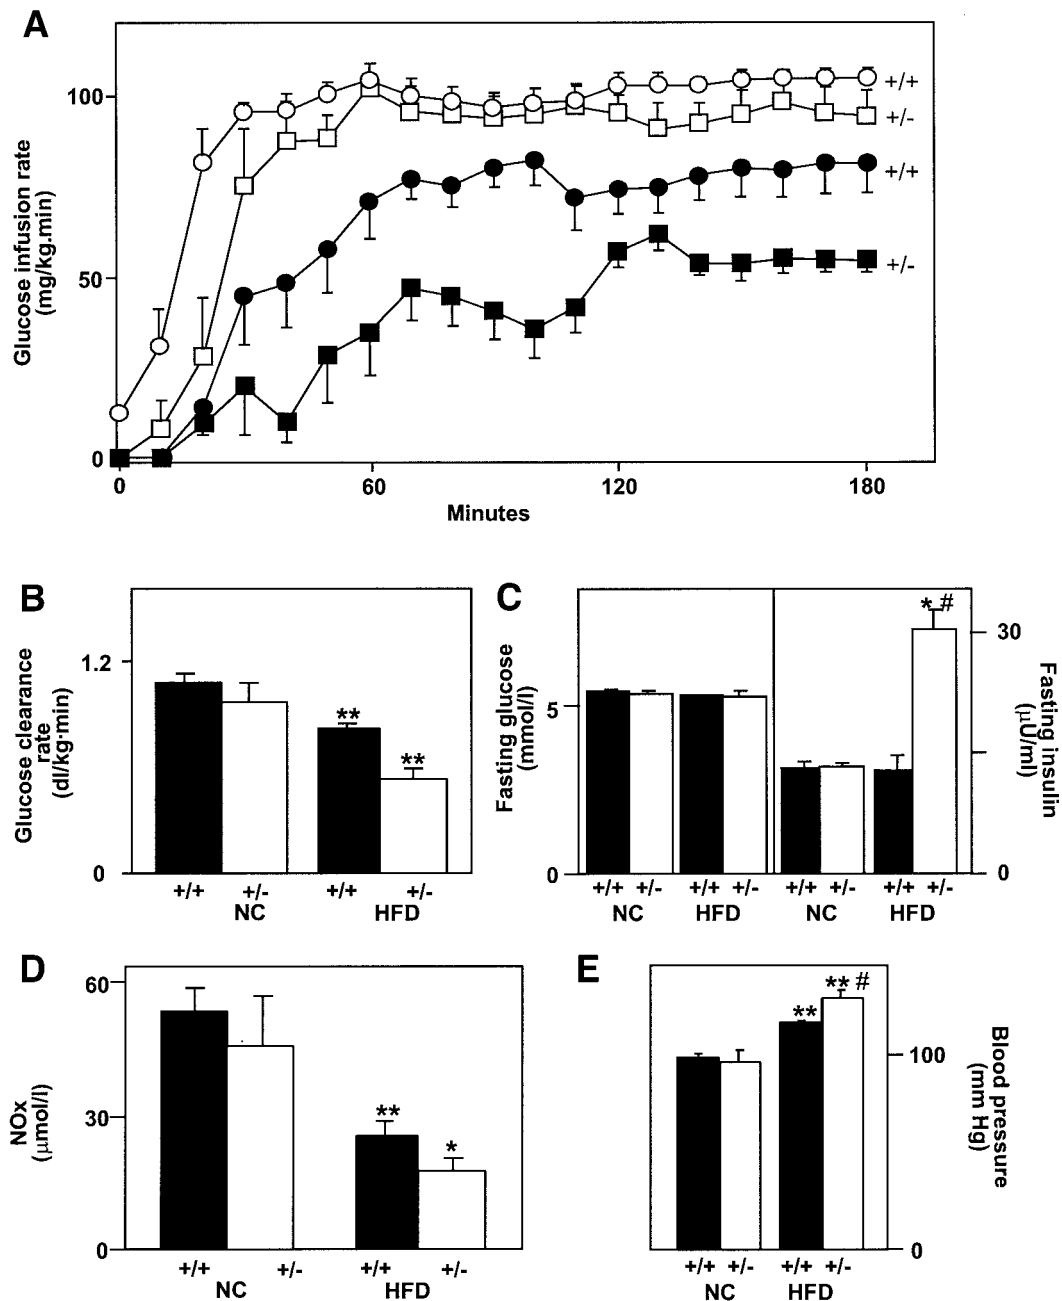 A
Glucose infusion rate
(mg/kg.min)
100
50
0
+/+
+/-
+/+
+/-
0 60 120 180
Minutes
B
Glucose clearance
rate
(dl/kg·min)
1.2
0
** **
+/+ +/- +/+ +/-
NC HFD
C
Fasting glucose
(mmol/l)
5
0
* #
30
0
Fasting insulin
(μU/ml)
+/+ +/- +/+ +/- +/+ +/- +/+ +/-
NC HFD NC HFD
D
NOx
(μmol/l)
60
30
0
** *
+/+ +/- +/+ +/-
NC HFD
E
** ** #
100
0
Blood pressure
(mm Hg)
+/+ +/- +/+ +/-
NC HFD